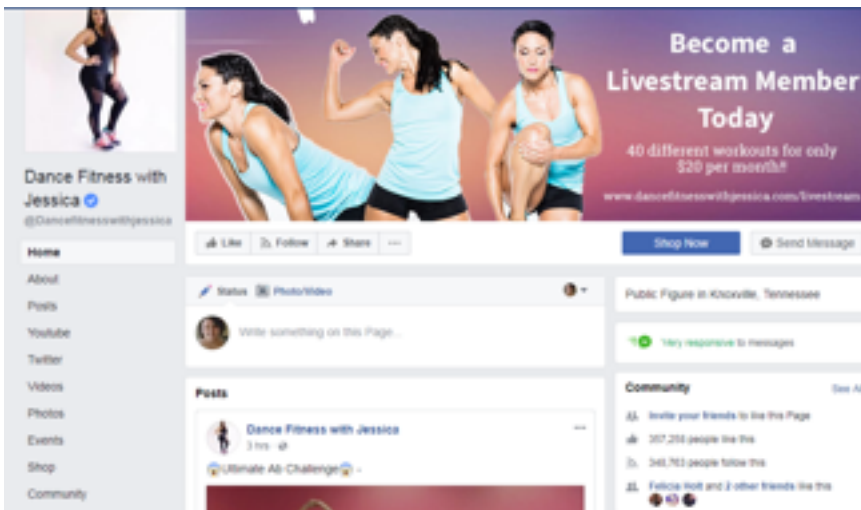 Become a
Livestream Member
Today
40 different workouts for only
$20 per month!!
www.dancefitnesswithjessica.com/livestream
Dance Fitness with
Jessica
@Dancefitnesswithjessica
Home
About
Posts
Youtube
Twitter
Videos
Photos
Events
Shop
Community
Like Follow Share ...
Shop Now Send Message
Status Photo/Video
Write something on this Page...
Public Figure in Knoxville, Tennessee
Very responsive to messages
Posts
Dance Fitness with Jessica
3 hrs ·
Ultimate Ab Challenge -
Community See Al
Invite your friends to like this Page
people like this
people follow this
Felicia Holt and 2 other friends like this